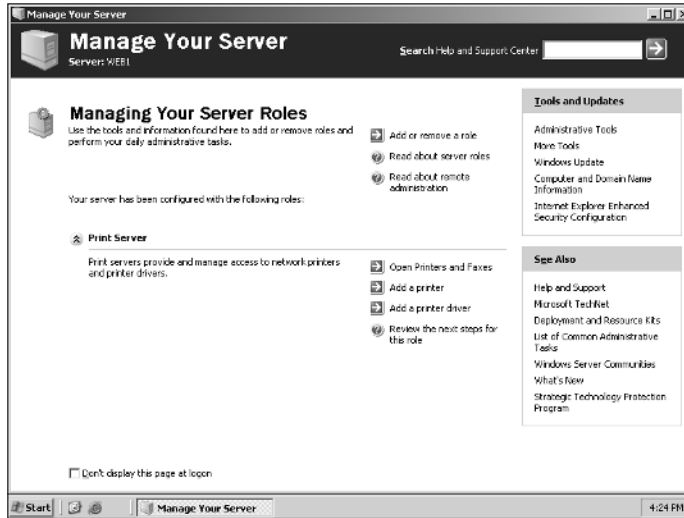 Manage Your Server
Manage Your Server
Server: WEB1
Search Help and Support Center
Managing Your Server Roles
Use the tools and information found here to add or remove roles and
perform your daily administrative tasks.
Your server has been configured with the following roles:
Add or remove a role
Read about server roles
Read about remote
administration
Print Server
Print servers provide and manage access to network printers
and printer drivers.
Open Printers and Faxes
Add a printer
Add a printer driver
Review the next steps for
this role
Tools and Updates
Administrative Tools
More Tools
Windows Update
Computer and Domain Name
Information
Internet Explorer Enhanced
Security Configuration
See Also
Help and Support
Microsoft TechNet
Deployment and Resource Kits
List of Common Administrative
Tasks
Windows Server Communities
What's New
Strategic Technology Protection
Program
Don't display this page at logon
Start
Manage Your Server
4:24 PM